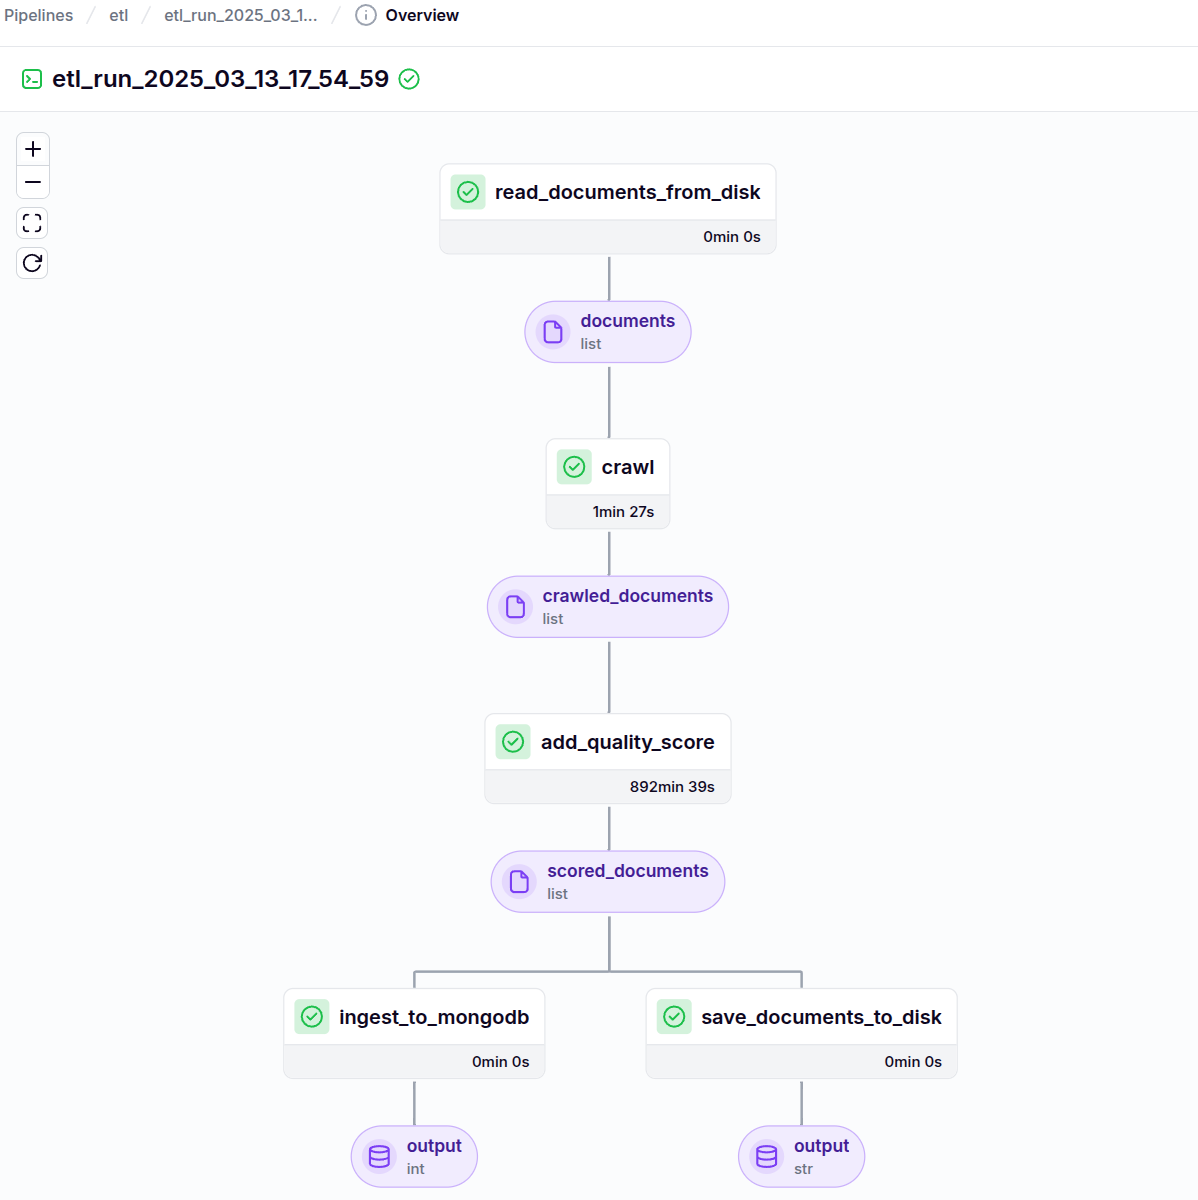 Pipelines / etl / etl_run_2025_03_1... / Overview
etl_run_2025_03_13_17_54_59
read_documents_from_disk
0min 0s
documents
list
crawl
1min 27s
crawled_documents
list
add_quality_score
892min 39s
scored_documents
list
ingest_to_mongodb
0min 0s
save_documents_to_disk
0min 0s
output
int
output
str